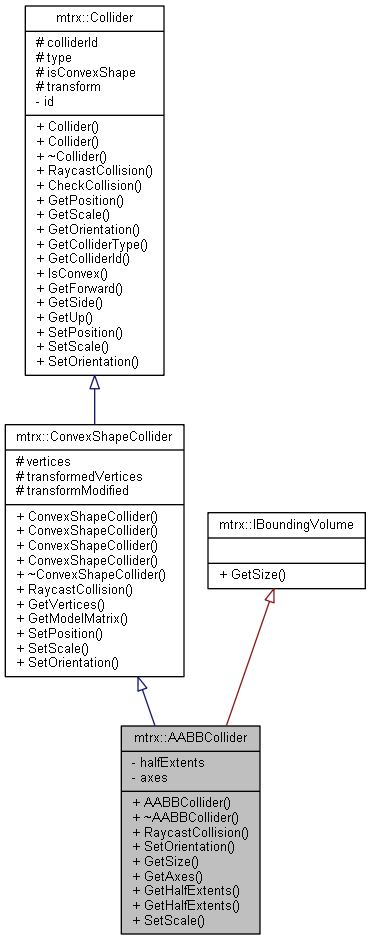 mtrx::Collider
# colliderId
# type
# isConvexShape
# transform
- id
+ Collider()
+ Collider()
+ ~Collider()
+ RaycastCollision()
+ CheckCollision()
+ GetPosition()
+ GetScale()
+ GetOrientation()
+ GetColliderType()
+ GetColliderId()
+ IsConvex()
+ GetForward()
+ GetSide()
+ GetUp()
+ SetPosition()
+ SetScale()
+ SetOrientation()
mtrx::ConvexShapeCollider
# vertices
# transformedVertices
# transformModified
+ ConvexShapeCollider()
+ ConvexShapeCollider()
+ ConvexShapeCollider()
+ ConvexShapeCollider()
+ ~ConvexShapeCollider()
+ RaycastCollision()
+ GetVertices()
+ GetModelMatrix()
+ SetPosition()
+ SetScale()
+ SetOrientation()
mtrx::IBoundingVolume
+ GetSize()
mtrx::AABBCollider
- halfExtents
- axes
+ AABBCollider()
+ ~AABBCollider()
+ RaycastCollision()
+ SetOrientation()
+ GetSize()
+ GetAxes()
+ GetHalfExtents()
+ GetHalfExtents()
+ SetScale()